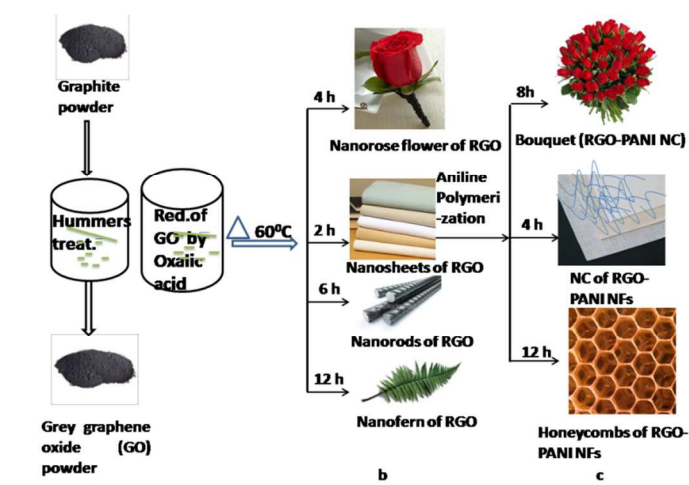 Graphite
powder
Hummers
treat.
Grey graphene
oxide (GO)
powder
Red.of
GO by
Oxalic
acid
60⁰C
4 h
Nanorose flower of RGO
2 h
Nanosheets of RGO
6 h
Nanorods of RGO
12 h
Nanofern of RGO
b
Aniline
Polymeri
-zation
8h
Bouquet (RGO-PANI NC)
4 h
NC of RGO-
PANI NFs
12 h
Honeycombs of RGO-
PANI NFs
c